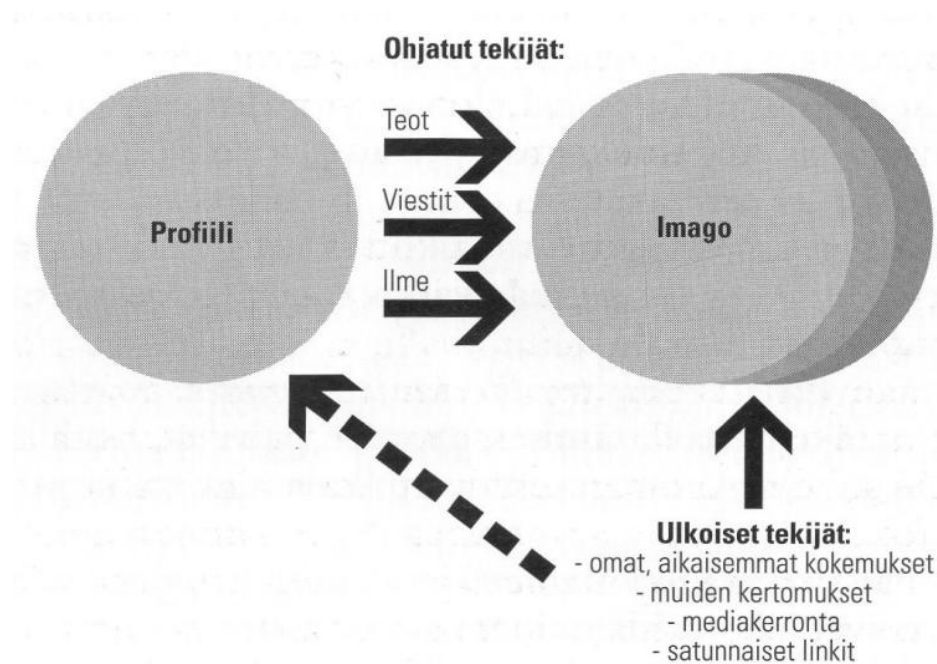 Ohjatut tekijät:
Teot
Viestit
Ilme
Profiili
Imago
Ulkoiset tekijät:
- omat, aikaisemmat kokemukset
- muiden kertomukset
- mediakerronta
- satunnaiset linkit